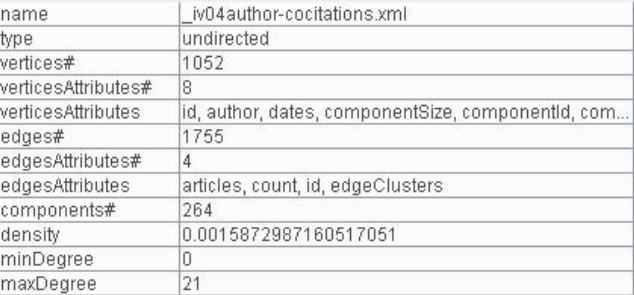 name _iv04author-cocitations.xml
type undirected
vertices# 1052
verticesAttributes# 8
verticesAttributes id, author, dates, componentSize, componentId, com...
edges# 1755
edgesAttributes# 4
edgesAttributes articles, count, id, edgeClusters
components# 264
density 0.0015872987160517051
minDegree 0
maxDegree 21